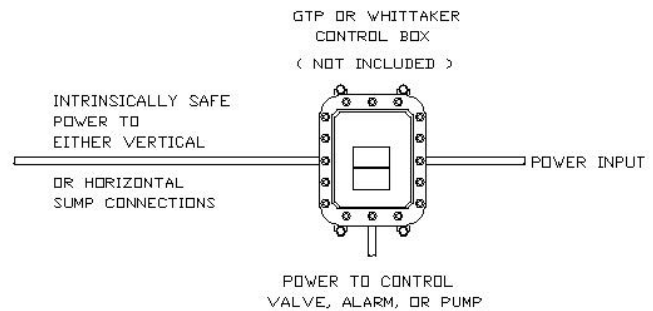 GTP OR WHITTAKER
CONTROL BOX
( NOT INCLUDED )
INTRINSICALLY SAFE
POWER TO
EITHER VERTICAL
OR HORIZONTAL
SUMP CONNECTIONS
POWER INPUT
POWER TO CONTROL
VALVE, ALARM, OR PUMP